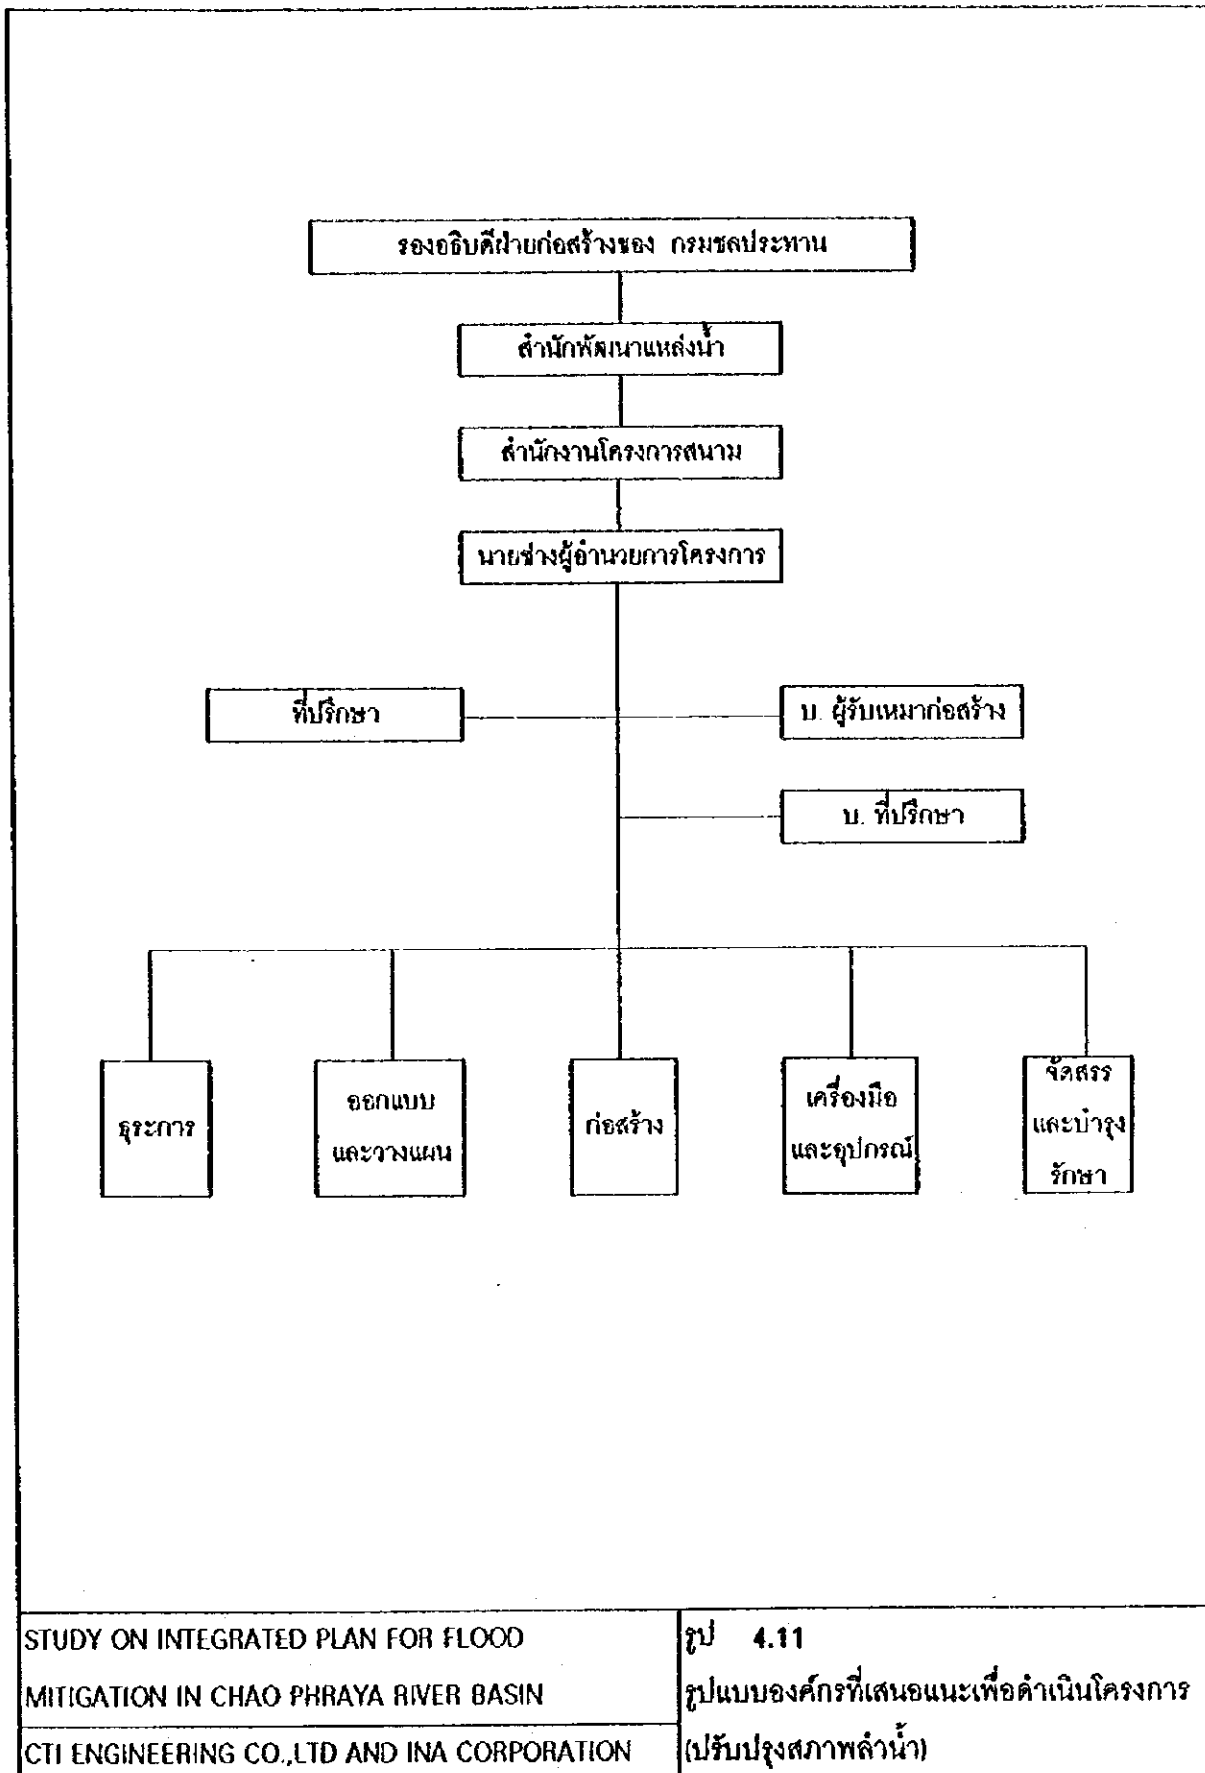 รองอธิบดีฝ่ายก่อสร้างของ กรมชลประทาน
สำนักพัฒนาแหล่งน้ำ
สำนักงานโครงการสนาม
นายช่างผู้อำนวยการโครงการ
ที่ปรึกษา
บ. ผู้รับเหมาก่อสร้าง
บ. ที่ปรึกษา
ธุระการ
ออกแบบ
และวางแผน
ก่อสร้าง
เครื่องมือ
และอุปกรณ์
จัดสรร
และบำรุง
รักษา
STUDY ON INTEGRATED PLAN FOR FLOOD
MITIGATION IN CHAO PHRAYA RIVER BASIN
CTI ENGINEERING CO.,LTD AND INA CORPORATION
รูป 4.11
รูปแบบองค์กรที่เสนอแนะเพื่อดำเนินโครงการ
(ปรับปรุงสภาพลำน้ำ)